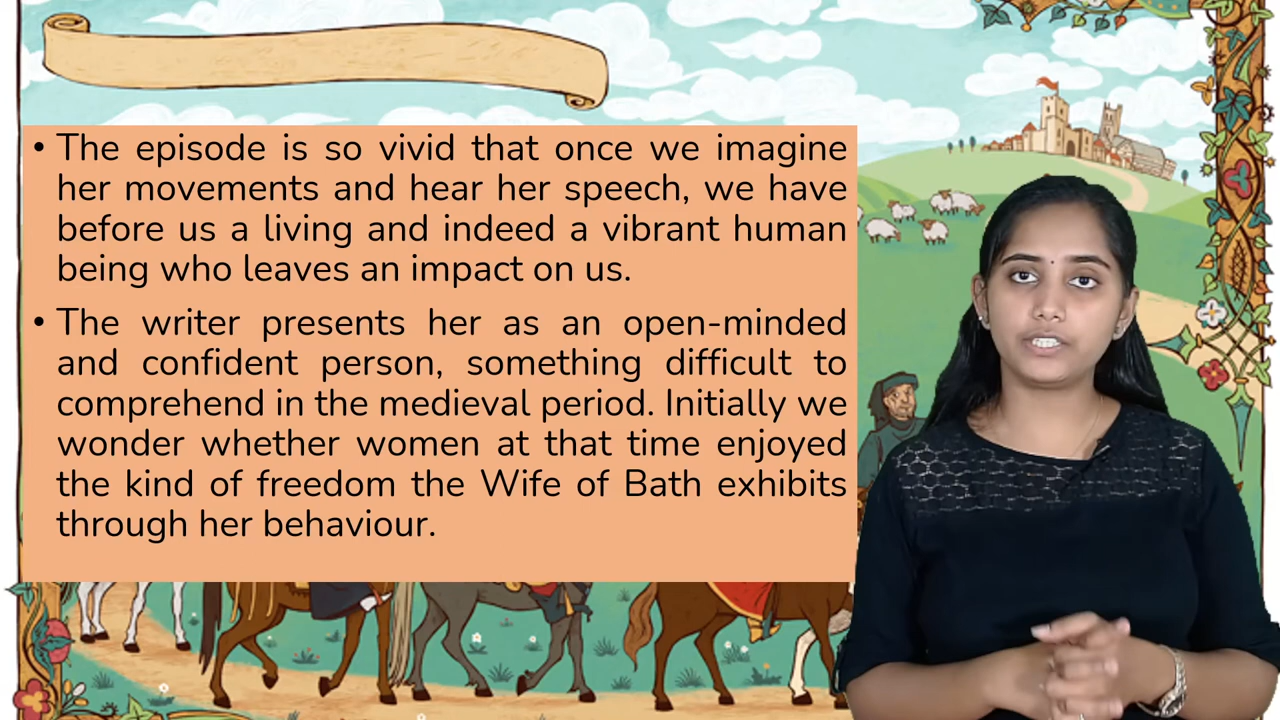 • The episode is so vivid that once we imagine
her movements and hear her speech, we have
before us a living and indeed a vibrant human
being who leaves an impact on us.
• The writer presents her as an open-minded
and confident person, something difficult to
comprehend in the medieval period. Initially we
wonder whether women at that time enjoyed
the kind of freedom the Wife of Bath exhibits
through her behaviour.